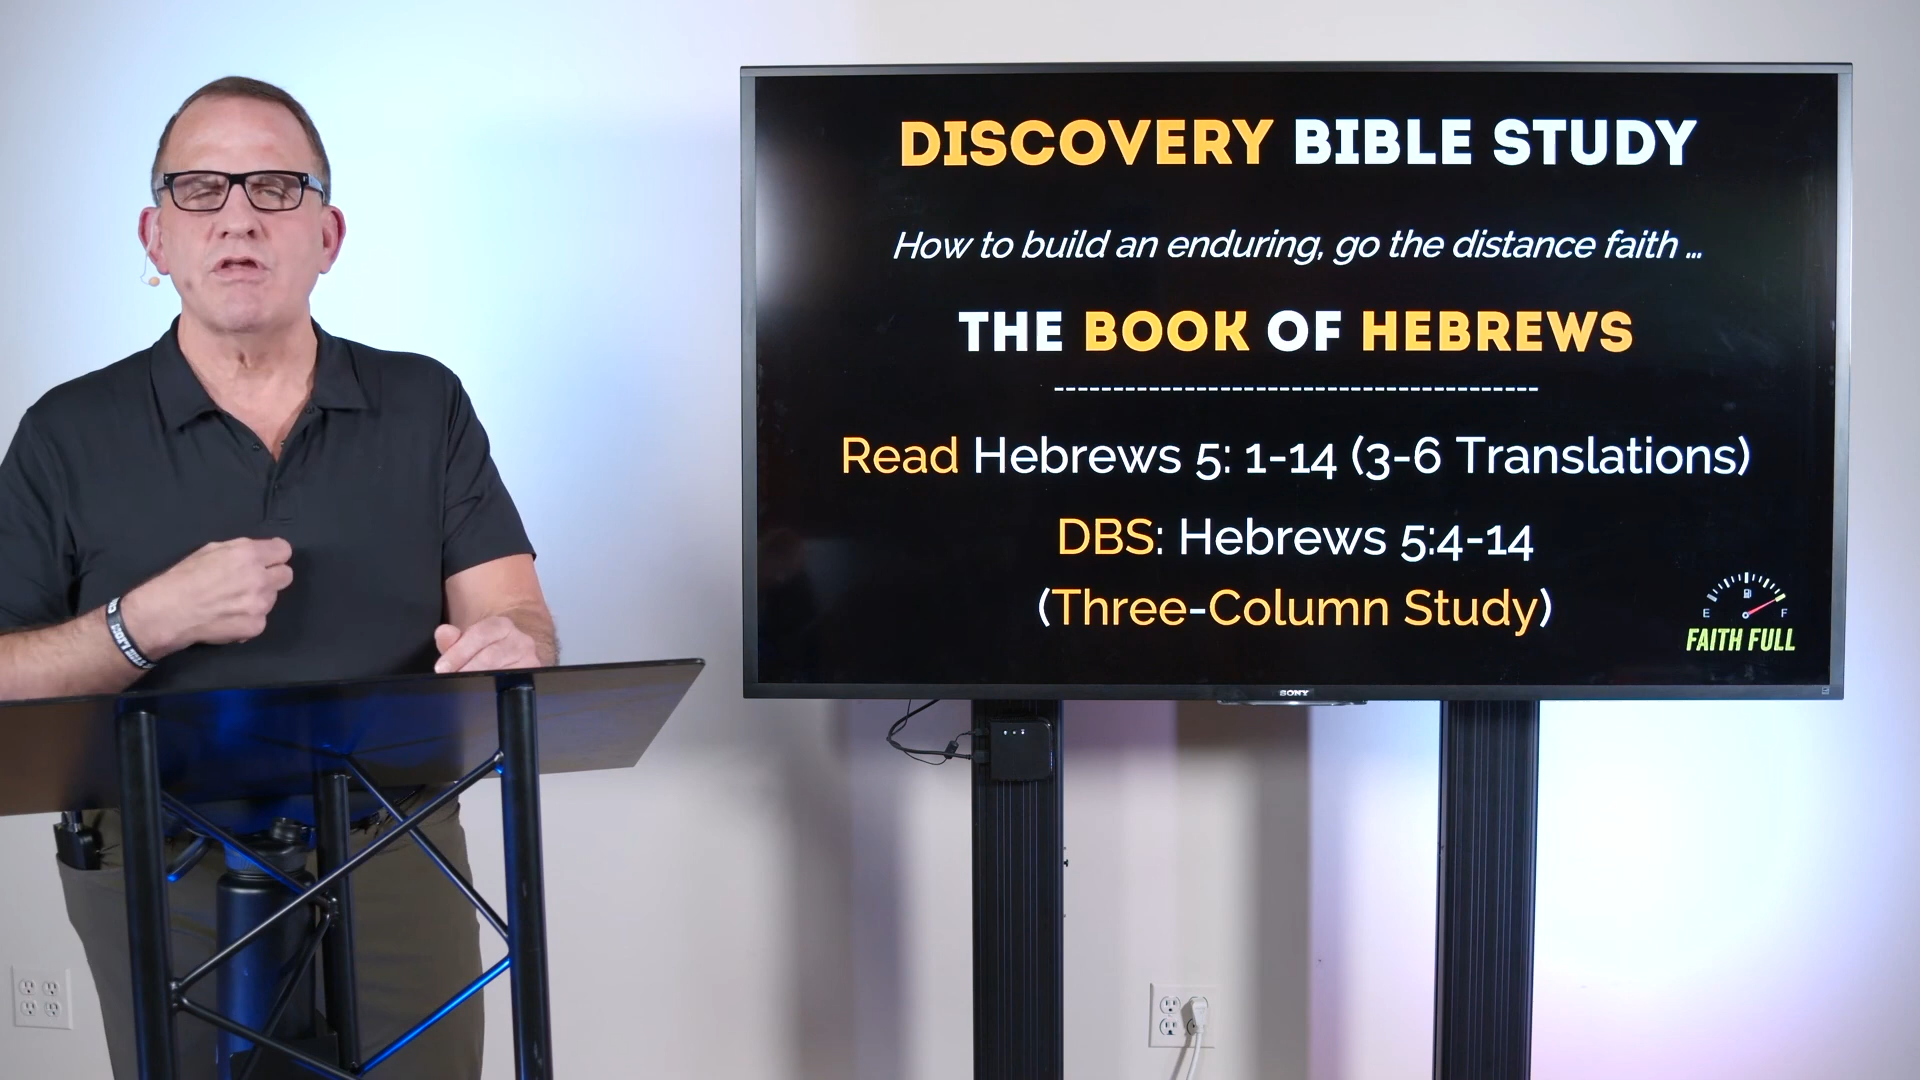 DISCOVERY BIBLE STUDY
How to build an enduring, go the distance faith ...
THE BOOK OF HEBREWS
----------------------------------------
Read Hebrews 5: 1-14 (3-6 Translations)
DBS: Hebrews 5:4-14
(Three-Column Study)
E F
FAITH FULL
SONY